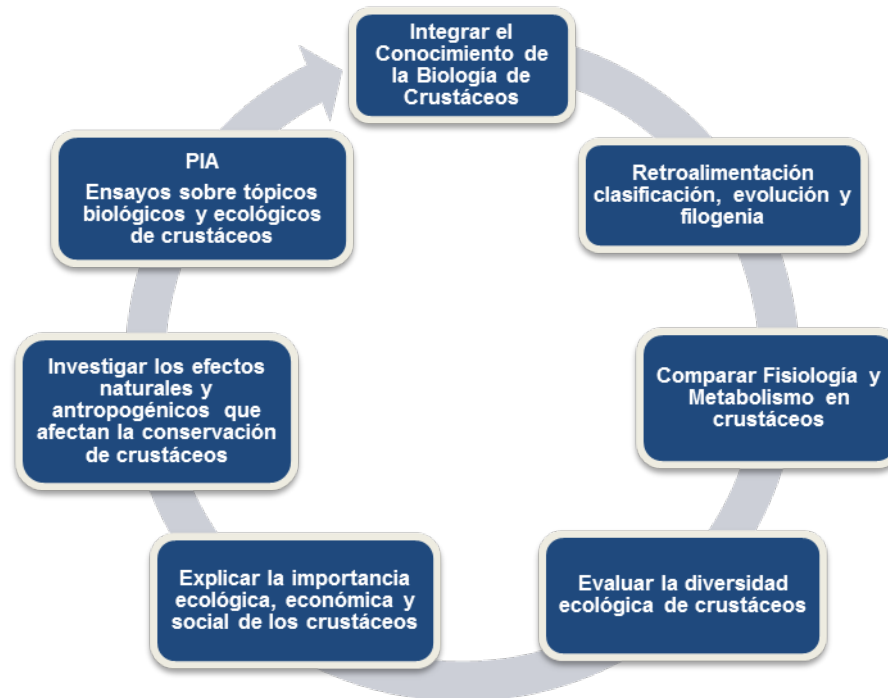 Integrar el
Conocimiento de
la Biología de
Crustáceos
Retroalimentación
clasificación, evolución y
filogenia
Comparar Fisiología y
Metabolismo en
crustáceos
Evaluar la diversidad
ecológica de crustáceos
Explicar la importancia
ecológica, económica y
social de los crustáceos
Investigar los efectos
naturales y
antropogénicos que
afectan la conservación
de crustáceos
PIA
Ensayos sobre tópicos
biológicos y ecológicos
de crustáceos